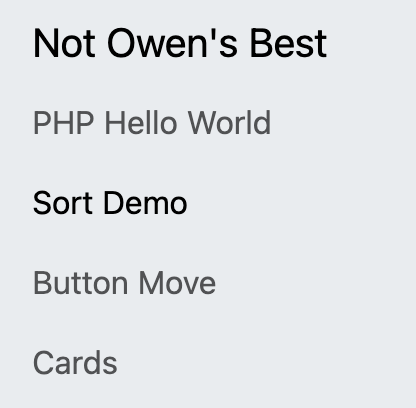 Not Owen's Best
PHP Hello World
Sort Demo
Button Move
Cards